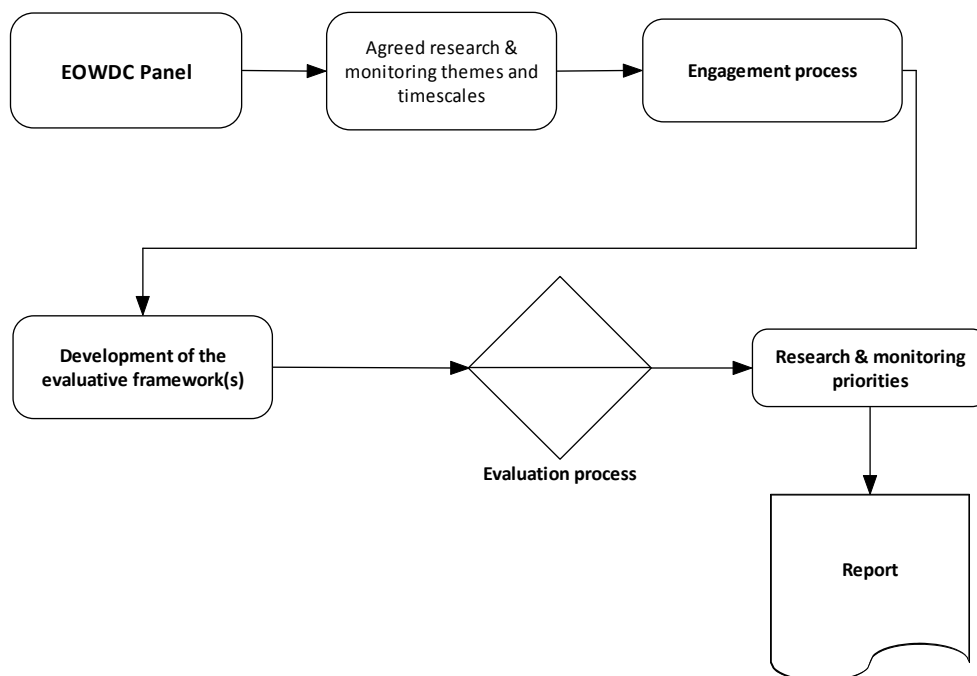 EOWDC Panel
Agreed research &
monitoring themes and
timescales
Engagement process
Development of the
evaluative framework(s)
Evaluation process
Research & monitoring
priorities
Report